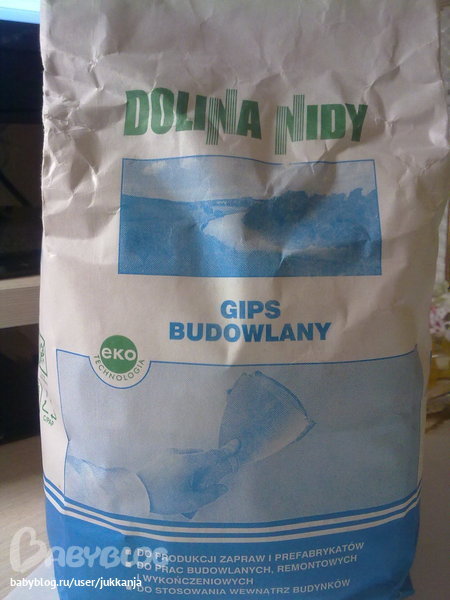 DOLINA NIDY
GIPS
BUDOWLANY
eko
TECHNOLOGIA
DO PRODUKCJI ZAPRAW I PREFABRYKATÓW
DO PRAC BUDOWLANYCH, REMONTOWYCH
I WYKOŃCZENIOWYCH
DO STOSOWANIA WEWNĄTRZ BUDYNKÓW
BABYBLOG
babyblog.ru/user/jukkanja